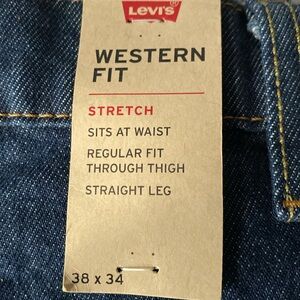 Levi's®
WESTERN
FIT
STRETCH
SITS AT WAIST
REGULAR FIT
THROUGH THIGH
STRAIGHT LEG
38 x 34